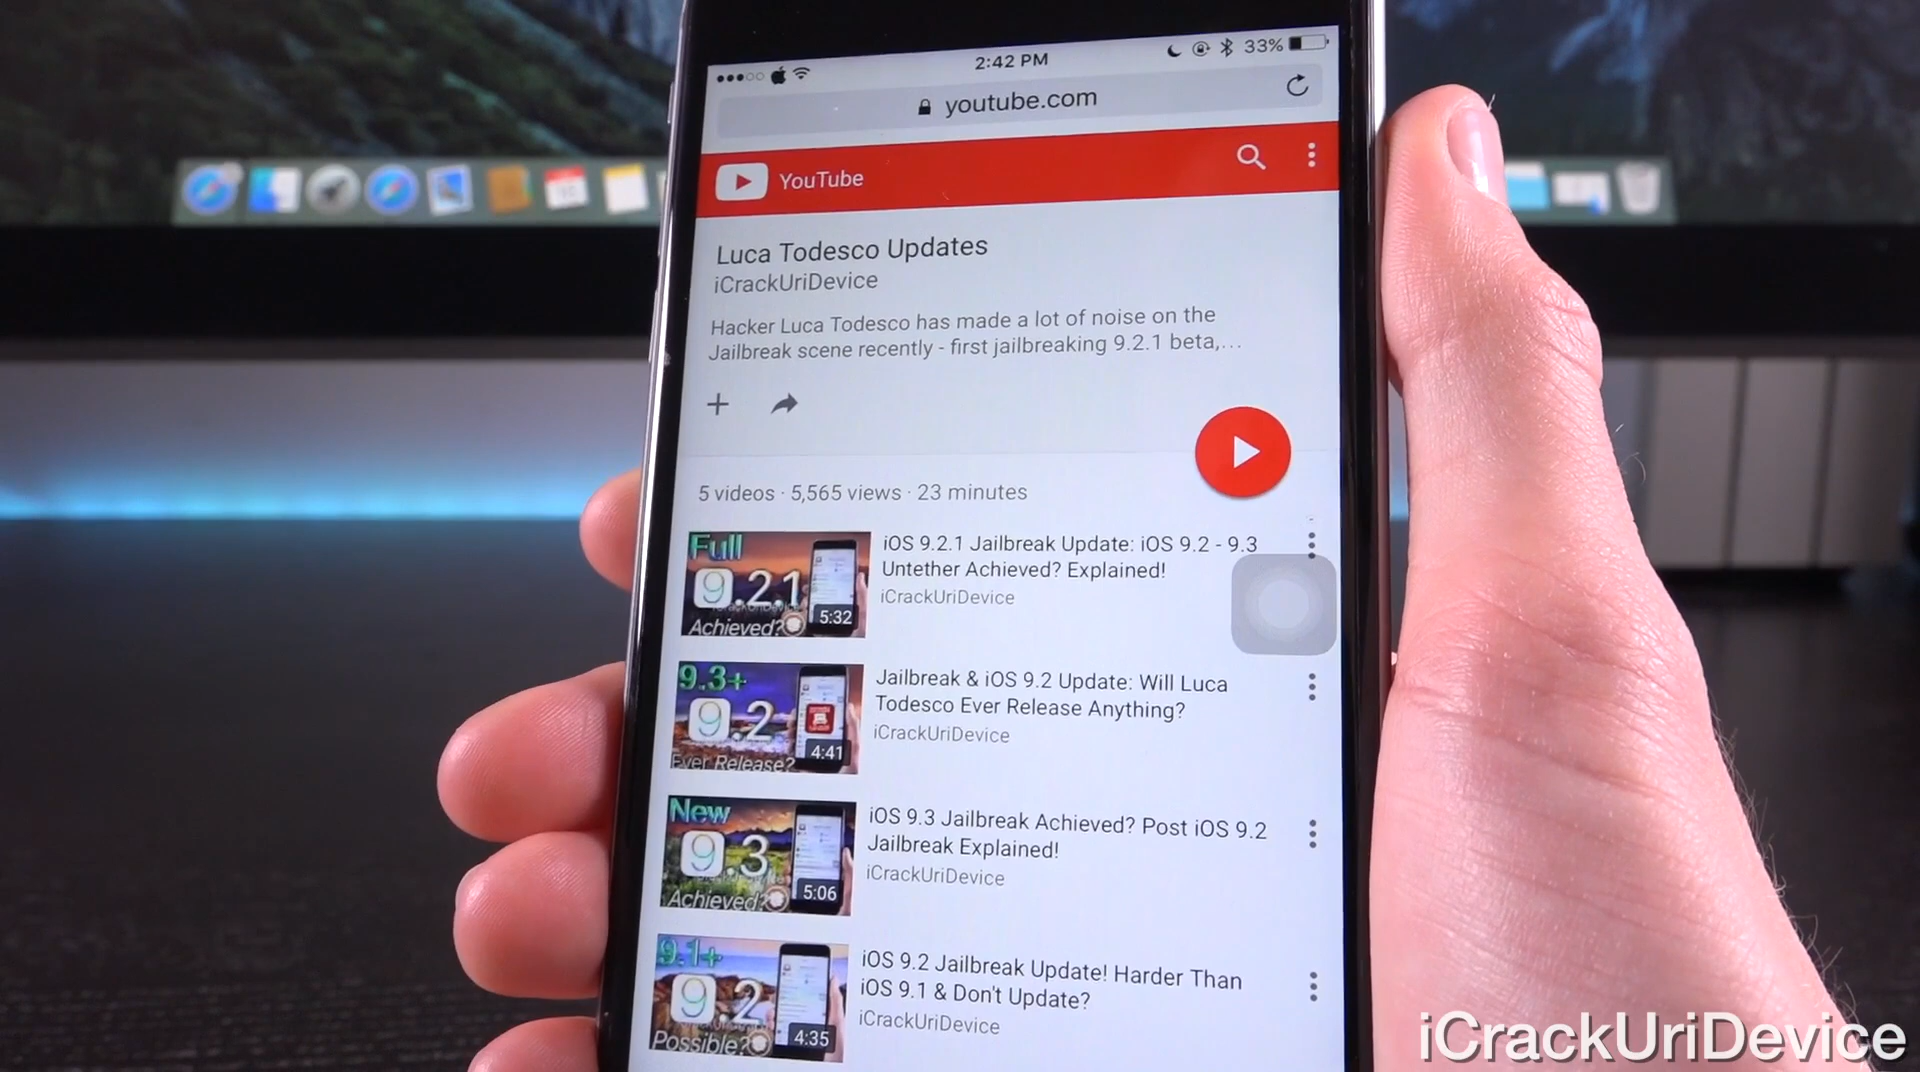 2:42 PM
33%
youtube.com
YouTube
Luca Todesco Updates
iCrackUriDevice
Hacker Luca Todesco has made a lot of noise on the
Jailbreak scene recently - first jailbreaking 9.2.1 beta,...
5 videos · 5,565 views · 23 minutes
Full
9.2.1
Achieved?
5:32
iOS 9.2.1 Jailbreak Update: iOS 9.2 - 9.3
Untether Achieved? Explained!
iCrackUriDevice
9.3+
9.2
Ever Release?
4:41
Jailbreak & iOS 9.2 Update: Will Luca
Todesco Ever Release Anything?
iCrackUriDevice
New
9.3
Achieved?
5:06
iOS 9.3 Jailbreak Achieved? Post iOS 9.2
Jailbreak Explained!
iCrackUriDevice
9.1+
9.2
Possible?
4:35
iOS 9.2 Jailbreak Update! Harder Than
iOS 9.1 & Don't Update?
iCrackUriDevice
iCrackUriDevice